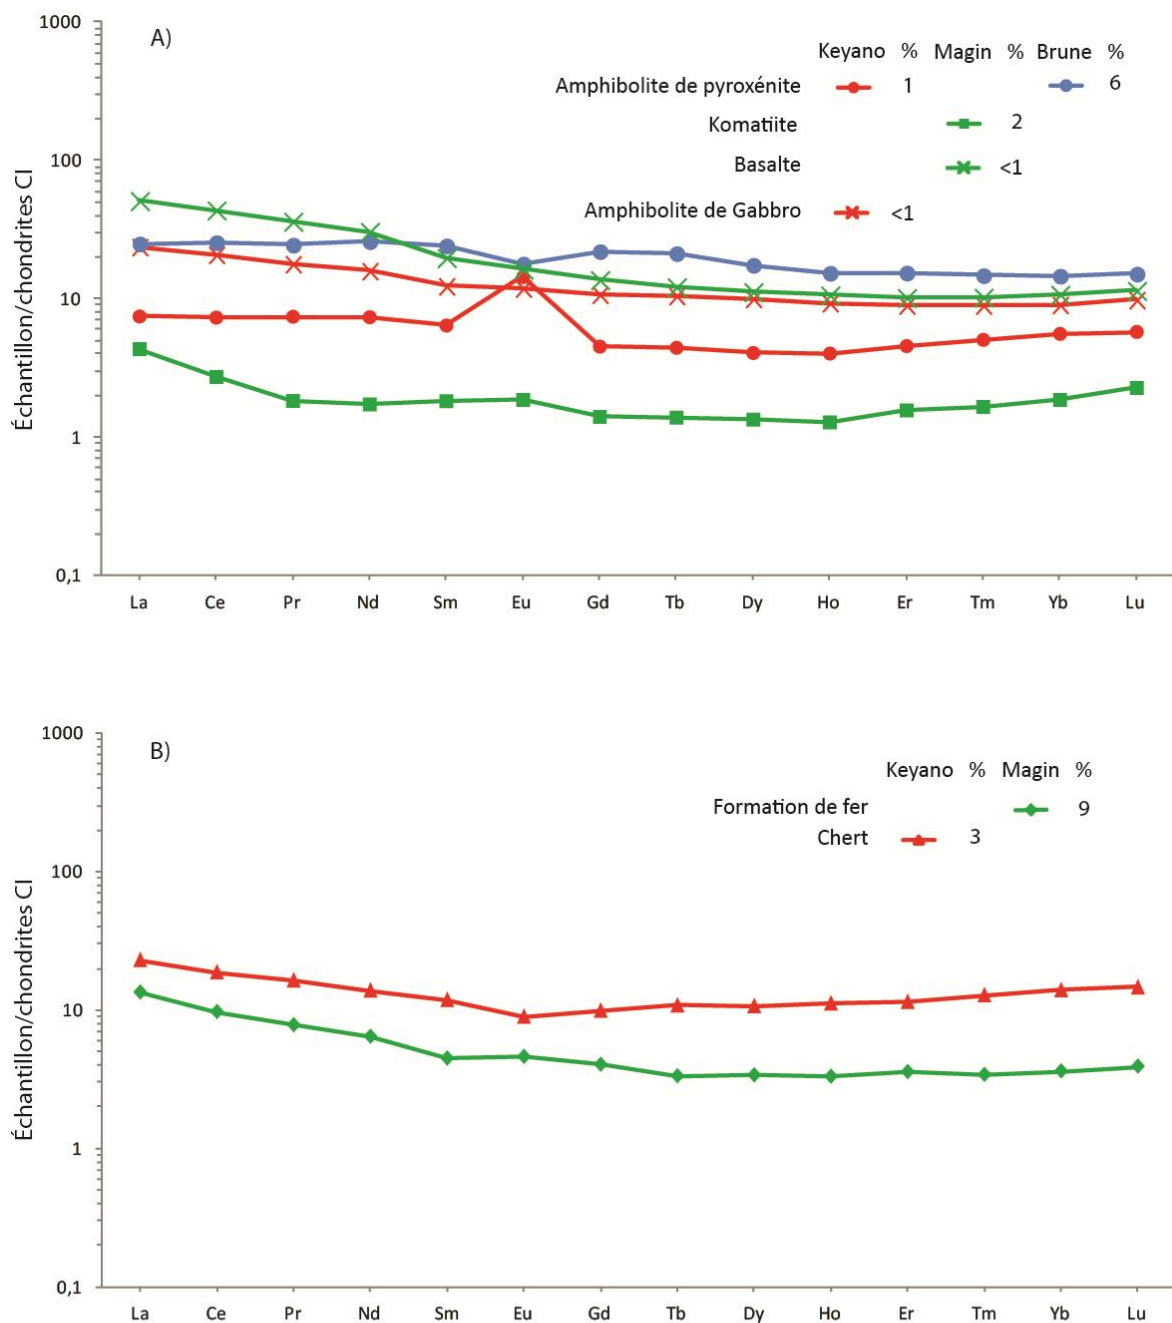 A)
Keyano % Magin % Brune %
Amphibolite de pyroxénite 1 6
Komatiite 2
Basalte <1
Amphibolite de Gabbro <1
Échantillon/chondrites CI
1000
100
10
1
0,1
La Ce Pr Nd Sm Eu Gd Tb Dy Ho Er Tm Yb Lu
B)
Keyano % Magin %
Formation de fer 9
Chert 3
Échantillon/chondrites CI
1000
100
10
1
0,1
La Ce Pr Nd Sm Eu Gd Tb Dy Ho Er Tm Yb Lu